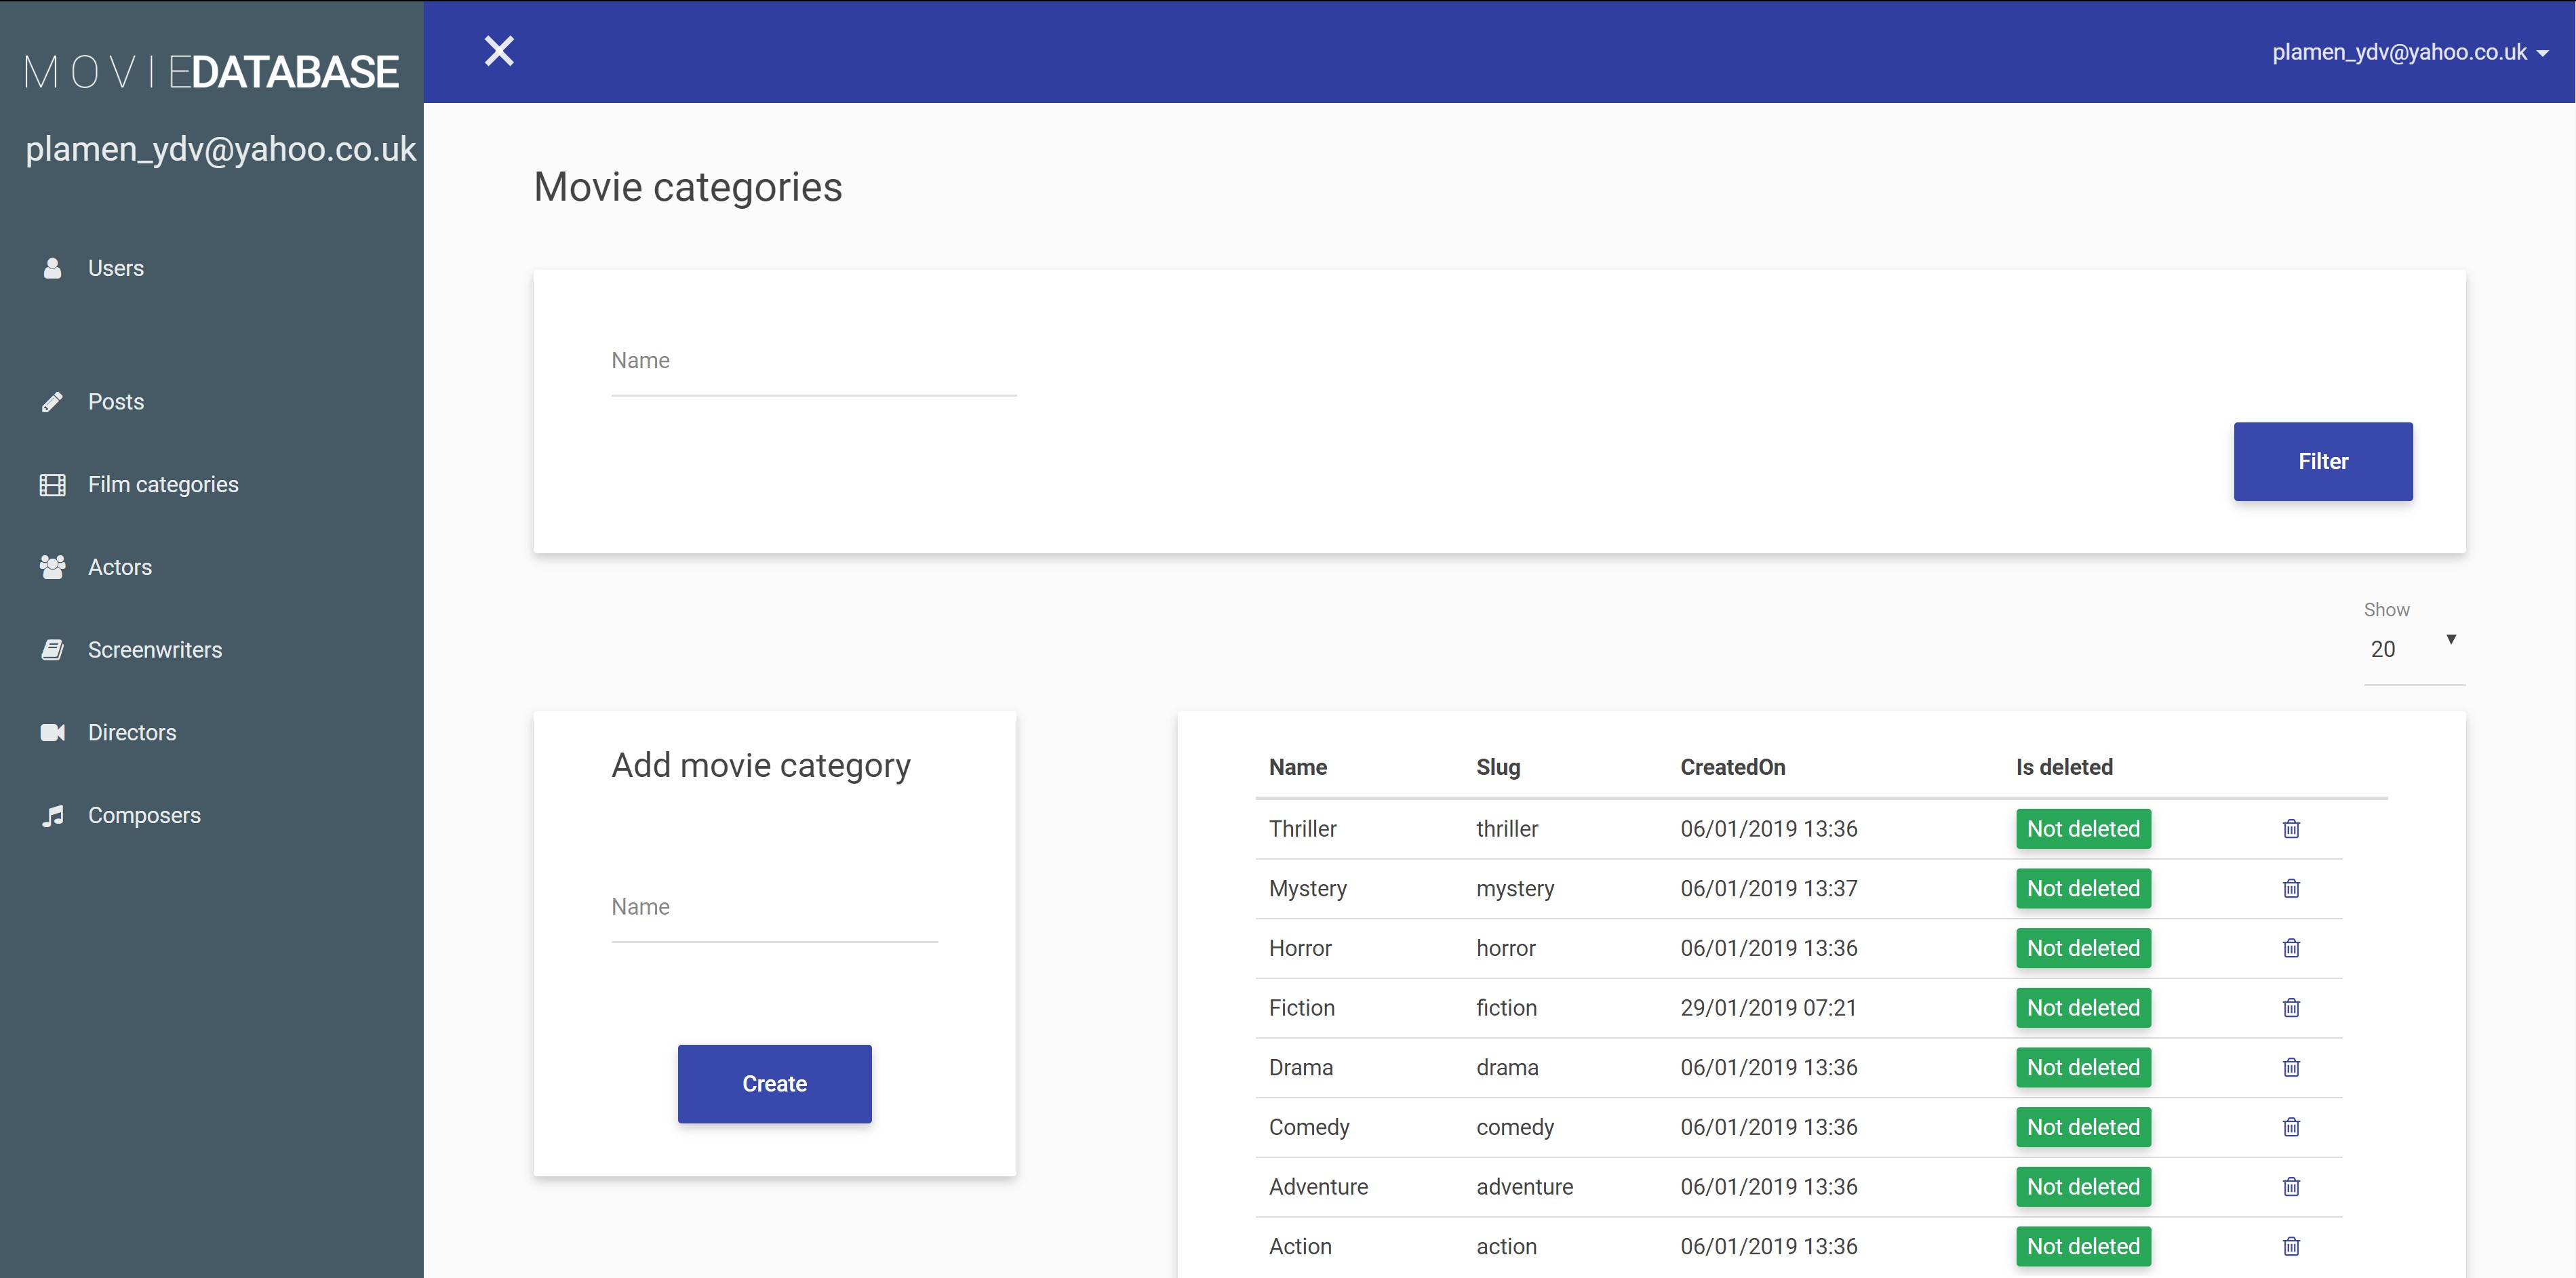 MOVIEDATABASE
plamen_ydv@yahoo.co.uk
Users
Posts
Film categories
Actors
Screenwriters
Directors
Composers
plamen_ydv@yahoo.co.uk
Movie categories
Name
Filter
Show
20
Add movie category
Name
Create
Name Slug CreatedOn Is deleted
Thriller thriller 06/01/2019 13:36 Not deleted
Mystery mystery 06/01/2019 13:37 Not deleted
Horror horror 06/01/2019 13:36 Not deleted
Fiction fiction 29/01/2019 07:21 Not deleted
Drama drama 06/01/2019 13:36 Not deleted
Comedy comedy 06/01/2019 13:36 Not deleted
Adventure adventure 06/01/2019 13:36 Not deleted
Action action 06/01/2019 13:36 Not deleted